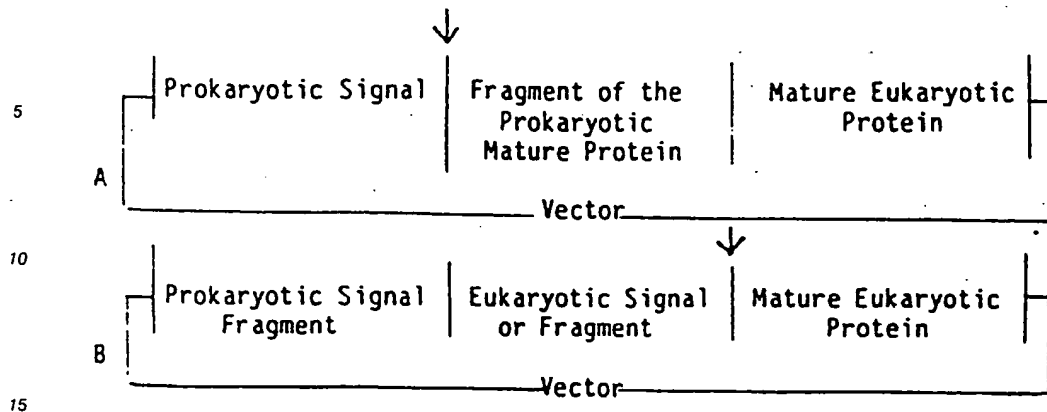 Prokaryotic Signal
Fragment of the
Prokaryotic
Mature Protein
Mature Eukaryotic
Protein
5
A
Vector
10
Prokaryotic Signal
Fragment
Eukaryotic Signal
or Fragment
Mature Eukaryotic
Protein
B
Vector
15